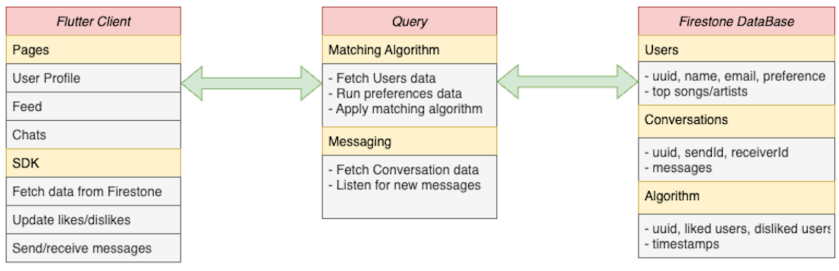 Flutter Client
Pages
User Profile
Feed
Chats
SDK
Fetch data from Firestone
Update likes/dislikes
Send/receive messages
Query
Matching Algorithm
- Fetch Users data
- Run preferences data
- Apply matching algorithm
Messaging
- Fetch Conversation data
- Listen for new messages
Firestone DataBase
Users
- uuid, name, email, preference
- top songs/artists
Conversations
- uuid, sendId, receiverId
- messages
Algorithm
- uuid, liked users, disliked users
- timestamps